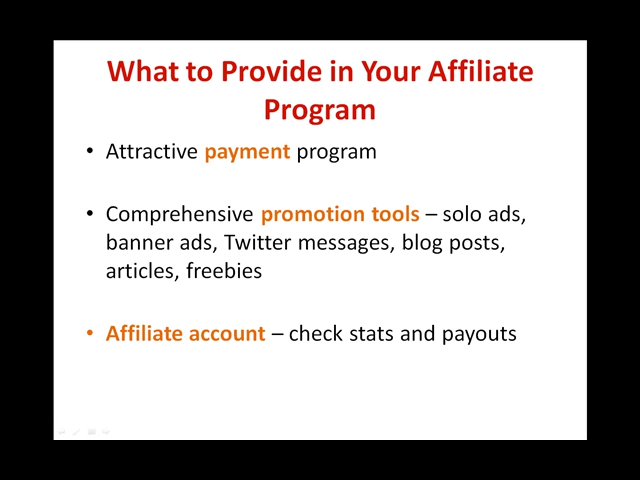 What to Provide in Your Affiliate
Program
• Attractive payment program
• Comprehensive promotion tools – solo ads,
banner ads, Twitter messages, blog posts,
articles, freebies
• Affiliate account – check stats and payouts